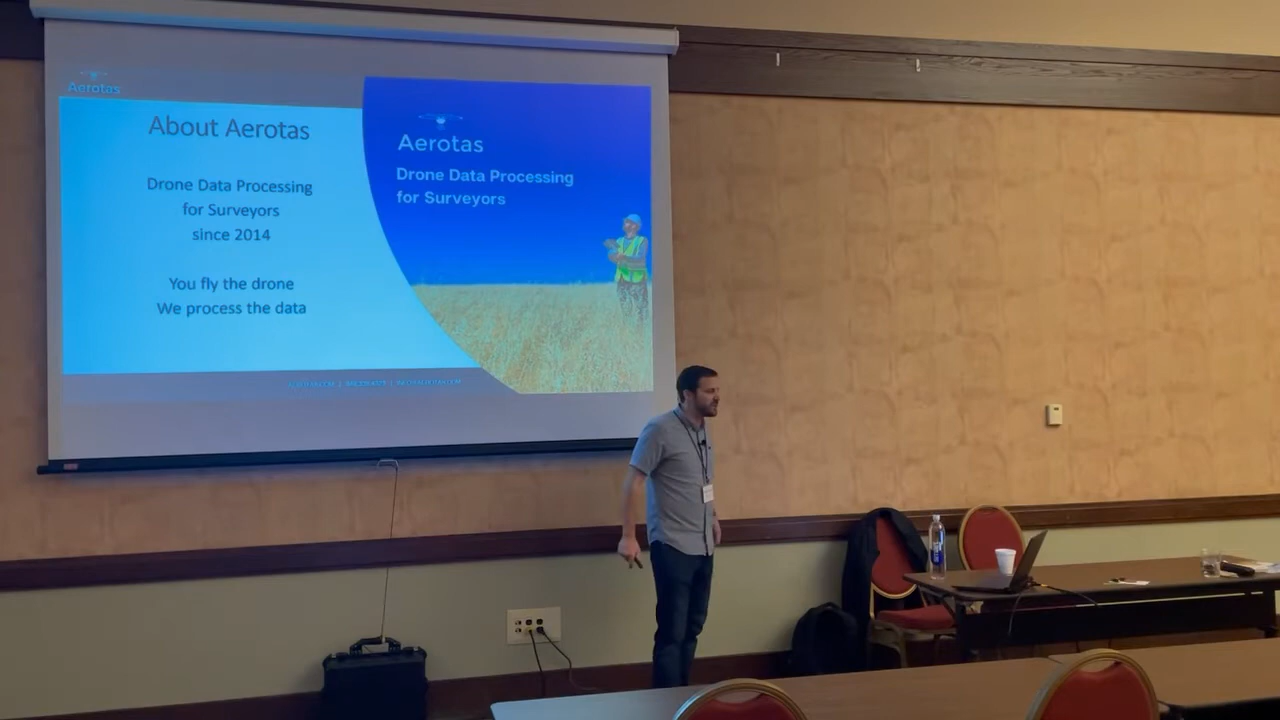 Aerotas
About Aerotas
Drone Data Processing
for Surveyors
since 2014
You fly the drone
We process the data
Aerotas
Drone Data Processing
for Surveyors